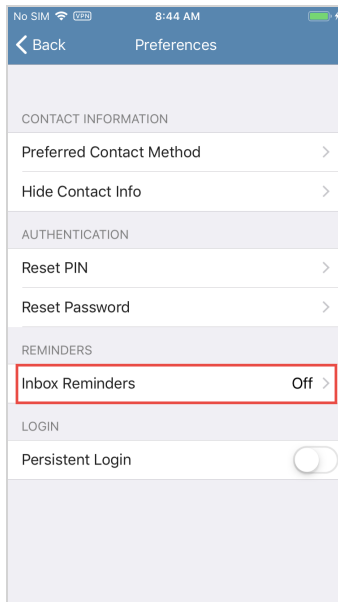 No SIM VPN 8:44 AM
Back Preferences
CONTACT INFORMATION
Preferred Contact Method
Hide Contact Info
AUTHENTICATION
Reset PIN
Reset Password
REMINDERS
Inbox Reminders Off
LOGIN
Persistent Login